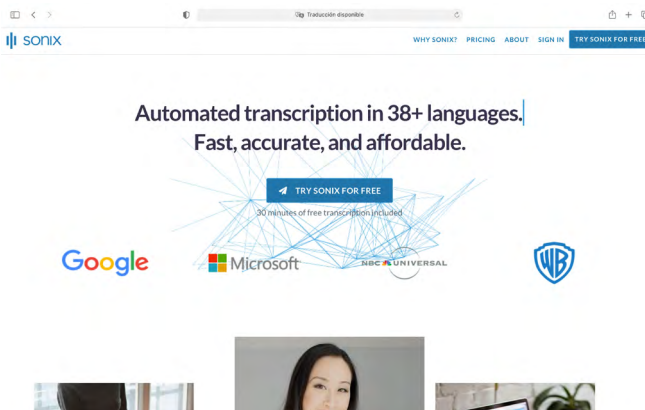 Traducción disponible
sonix
WHY SONIX? PRICING ABOUT SIGN IN TRY SONIX FOR FREE
Automated transcription in 38+ languages.
Fast, accurate, and affordable.
TRY SONIX FOR FREE
30 minutes of free transcription included
Google Microsoft NBC UNIVERSAL WB